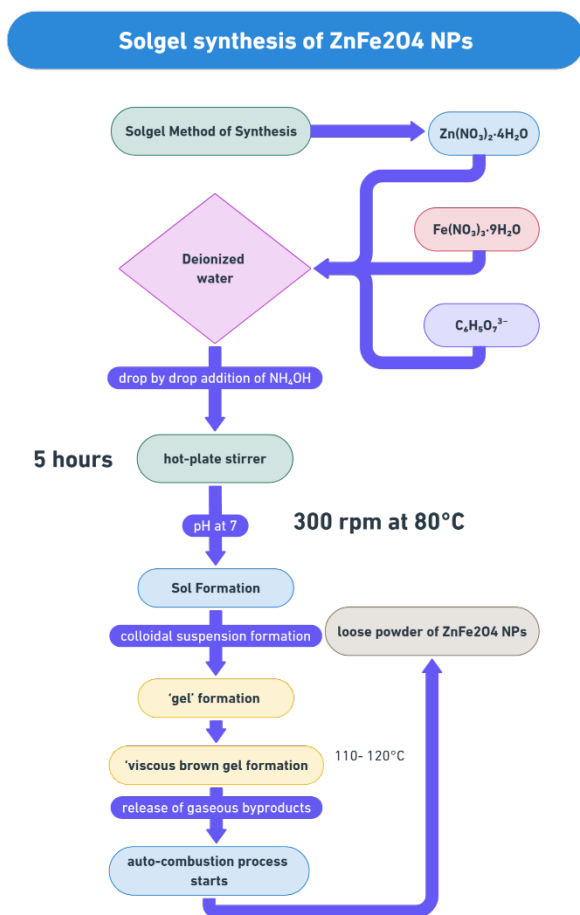 Solgel synthesis of ZnFe2O4 NPs
Solgel Method of Synthesis
Zn(NO₃)₂·4H₂O
Fe(NO₃)₃·9H₂O
Deionized
water
C₆H₅O₇³⁻
drop by drop addition of NH₄OH
5 hours
hot-plate stirrer
300 rpm at 80°C
pH at 7
Sol Formation
colloidal suspension formation
loose powder of ZnFe2O4 NPs
‘gel’ formation
‘viscous brown gel formation
110- 120°C
release of gaseous byproducts
auto-combustion process
starts